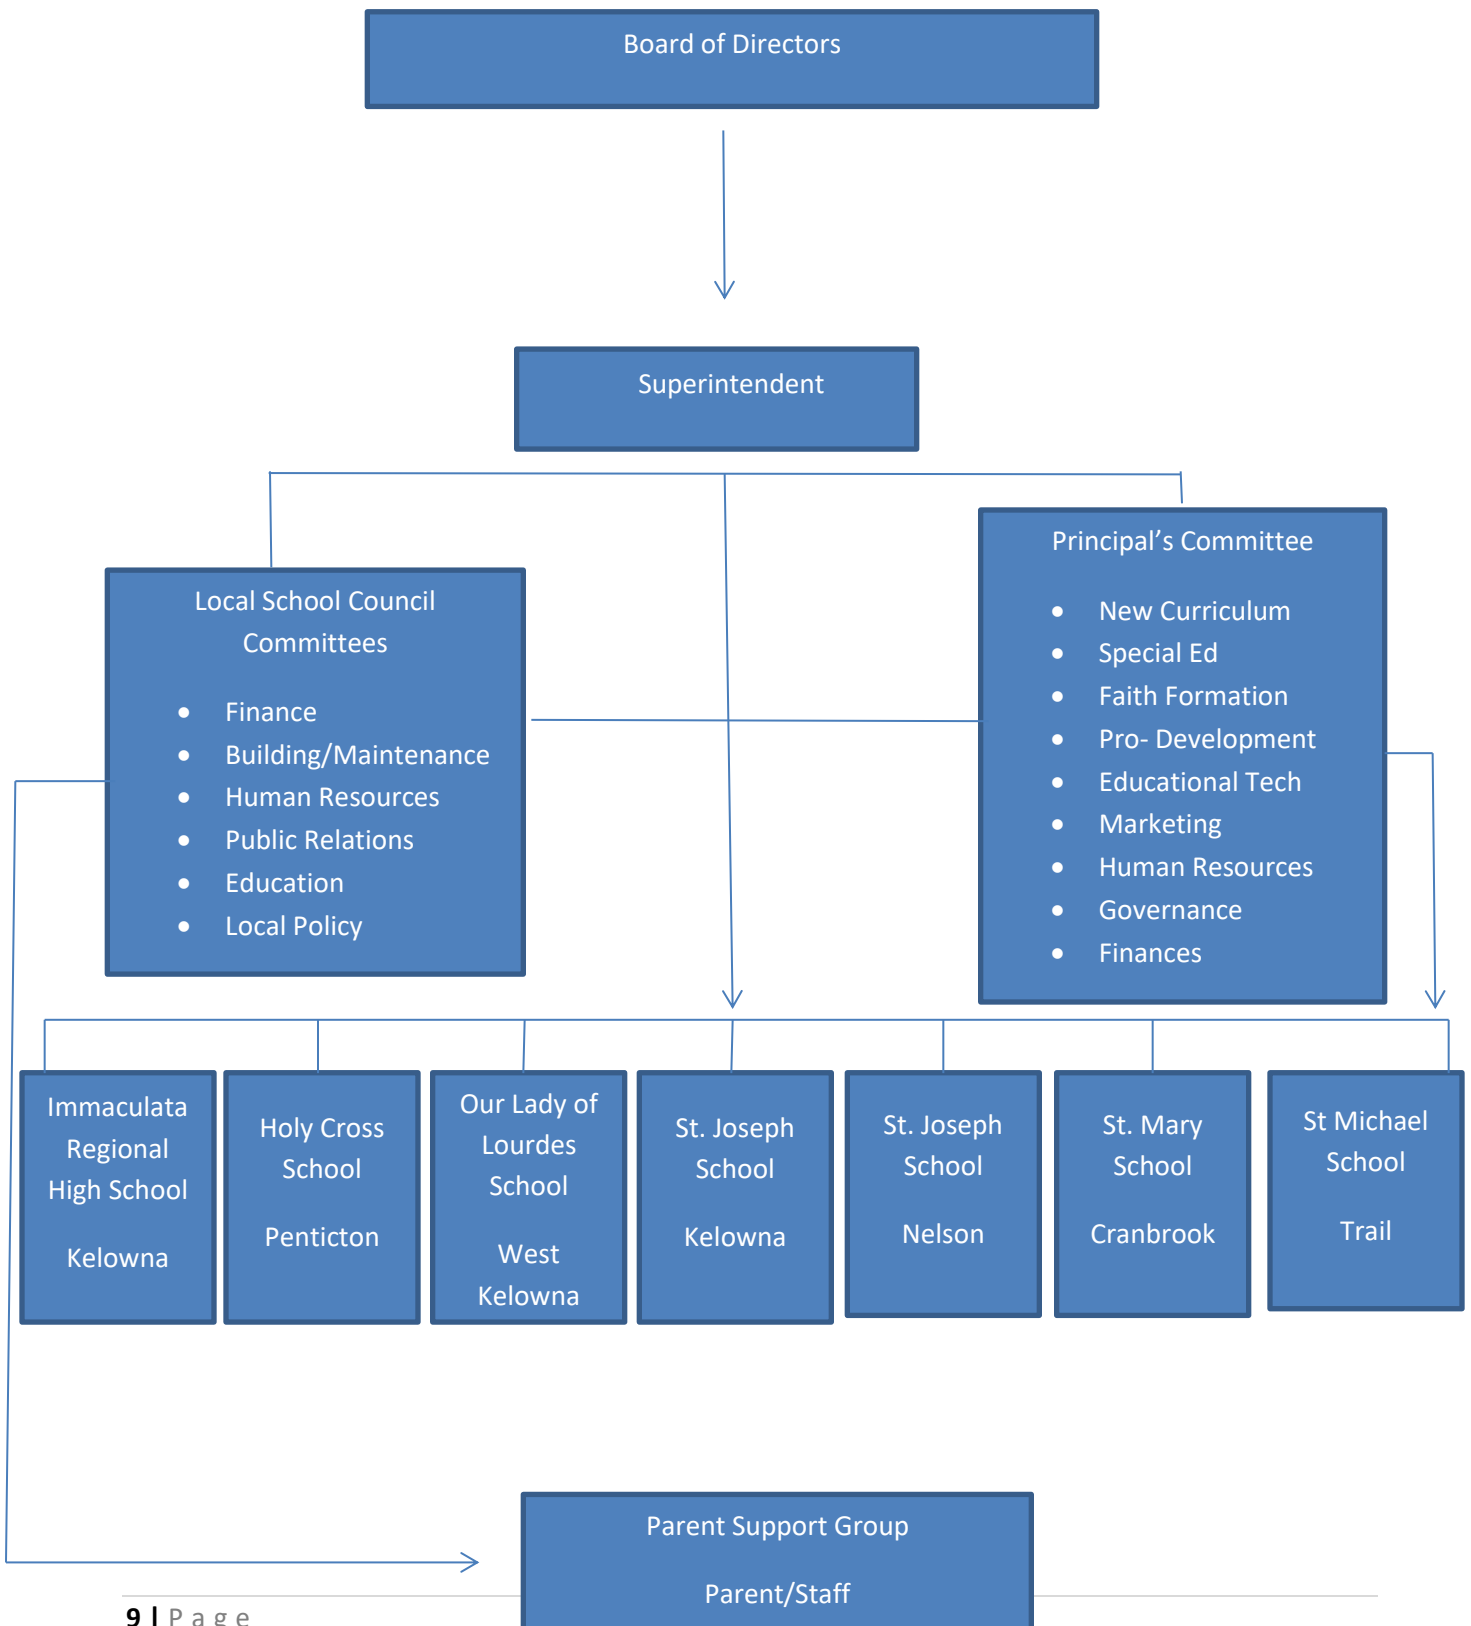 Board of Directors
Superintendent
Local School Council
Committees
• Finance
• Building/Maintenance
• Human Resources
• Public Relations
• Education
• Local Policy
Principal’s Committee
• New Curriculum
• Special Ed
• Faith Formation
• Pro- Development
• Educational Tech
• Marketing
• Human Resources
• Governance
• Finances
Immaculata
Regional
High School
Kelowna
Holy Cross
School
Penticton
Our Lady of
Lourdes
School
West
Kelowna
St. Joseph
School
Kelowna
St. Joseph
School
Nelson
St. Mary
School
Cranbrook
St Michael
School
Trail
Parent Support Group
Parent/Staff
9 | Page